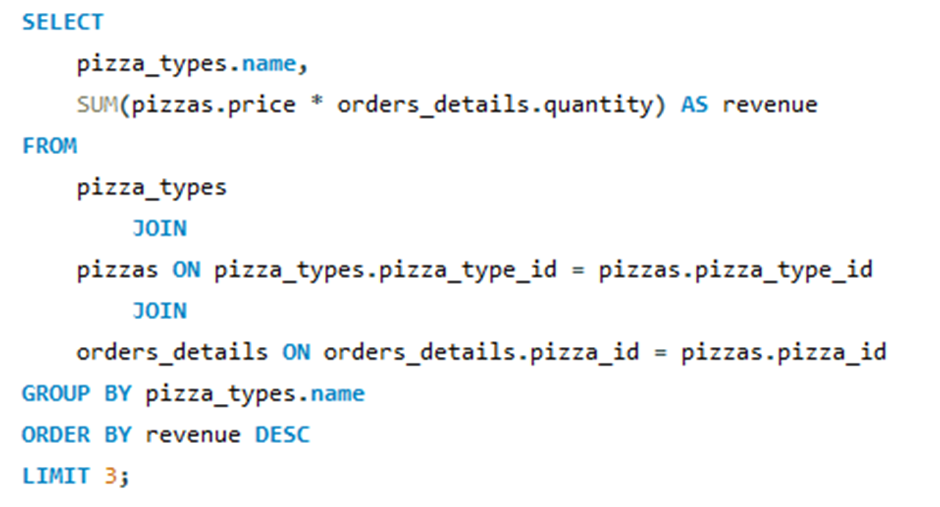 SELECT
    pizza_types.name,
    SUM(pizzas.price * orders_details.quantity) AS revenue
FROM
    pizza_types
        JOIN
    pizzas ON pizza_types.pizza_type_id = pizzas.pizza_type_id
        JOIN
    orders_details ON orders_details.pizza_id = pizzas.pizza_id
GROUP BY pizza_types.name
ORDER BY revenue DESC
LIMIT 3;